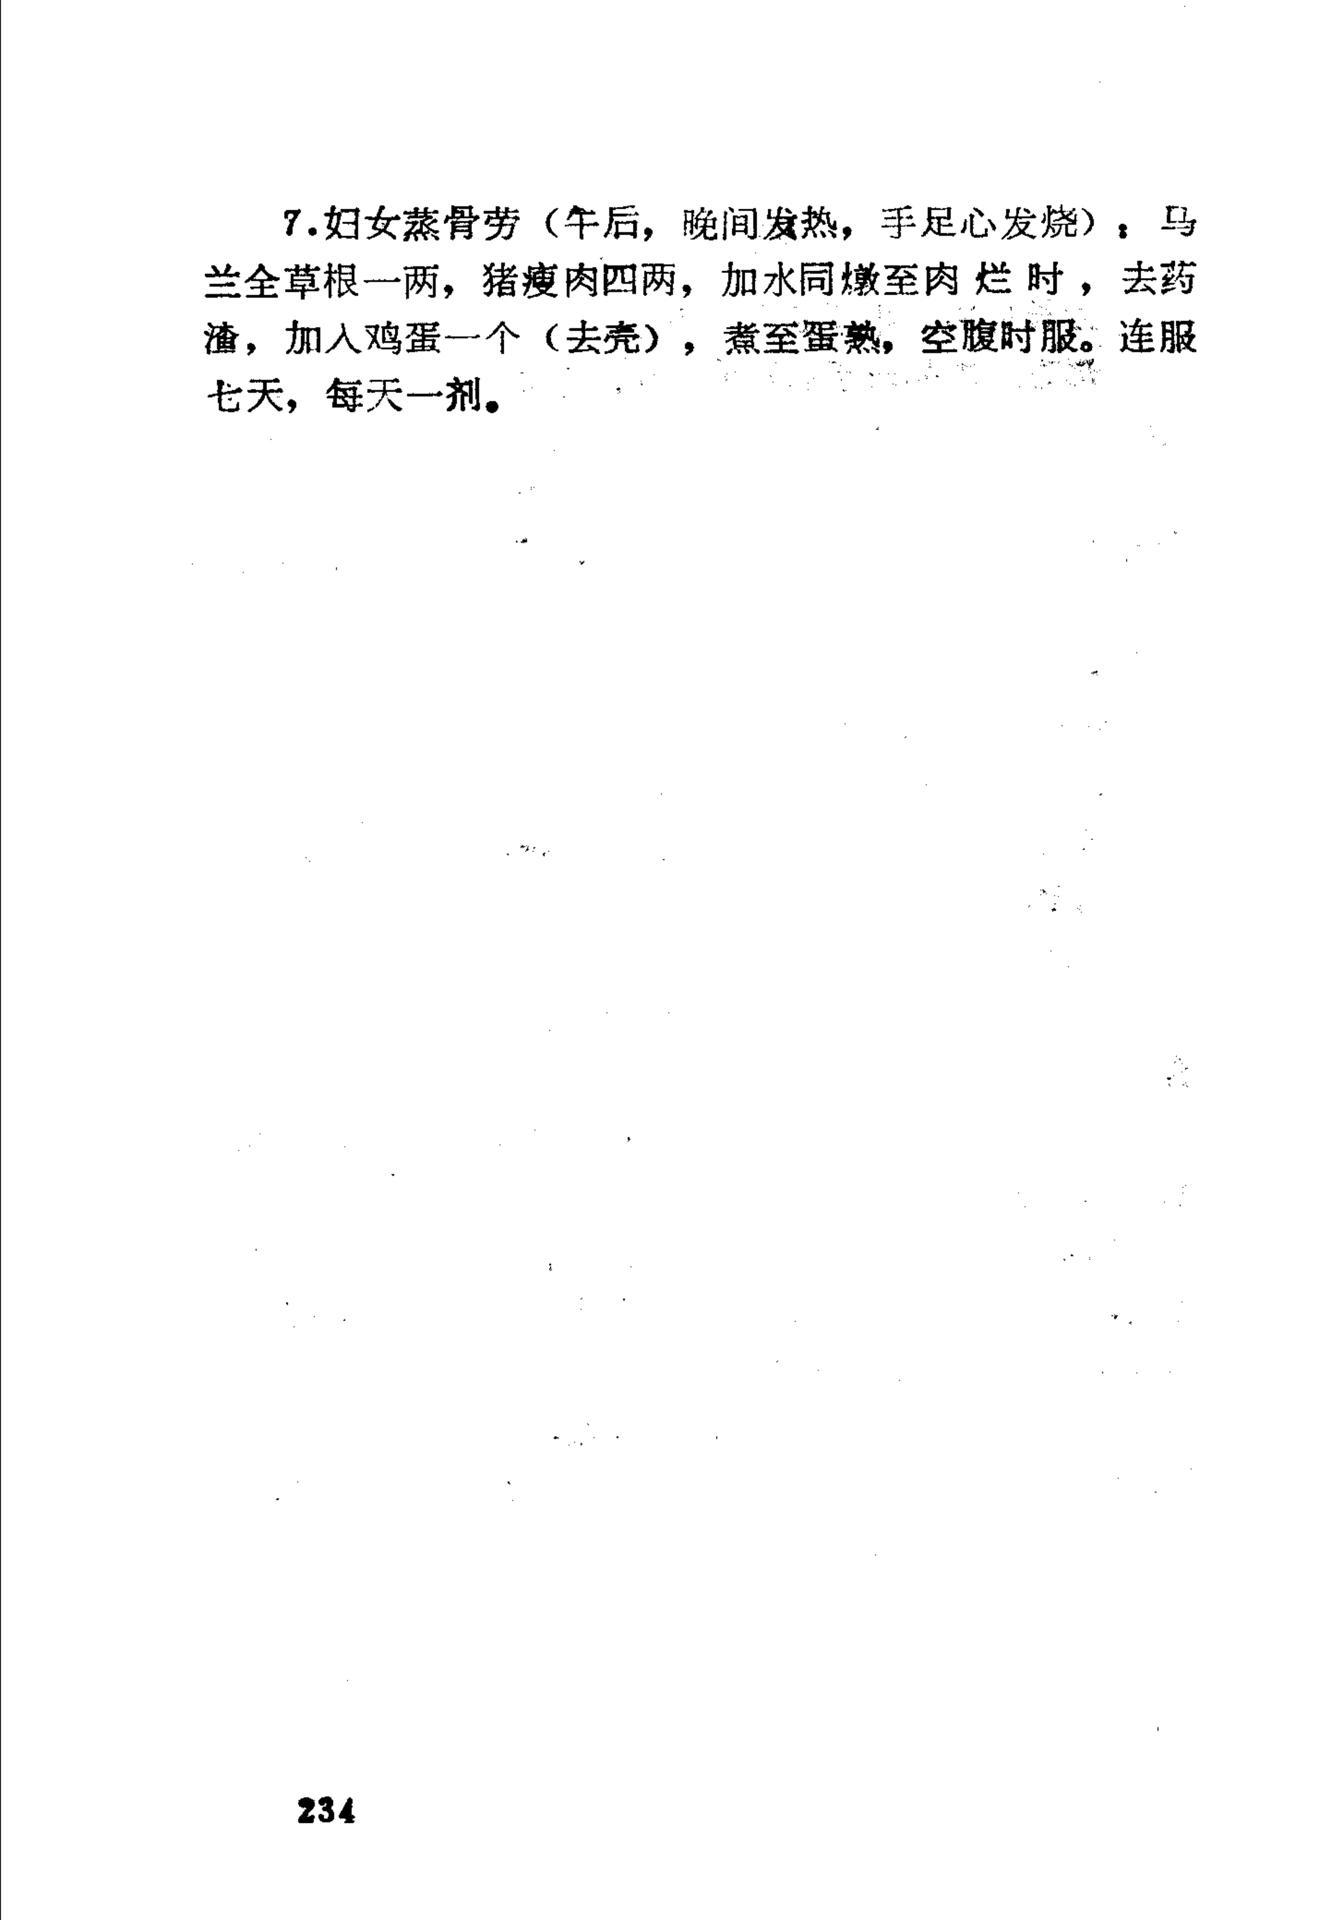 7.妇女蒸骨劳（午后，晚间发热，手足心发烧）：马
兰全草根一两，猪瘦肉四两，加水同燉至肉烂时，去药
渣，加入鸡蛋一个（去壳），煮至蛋熟，空腹时服。连服
七天，每天一剂。
234